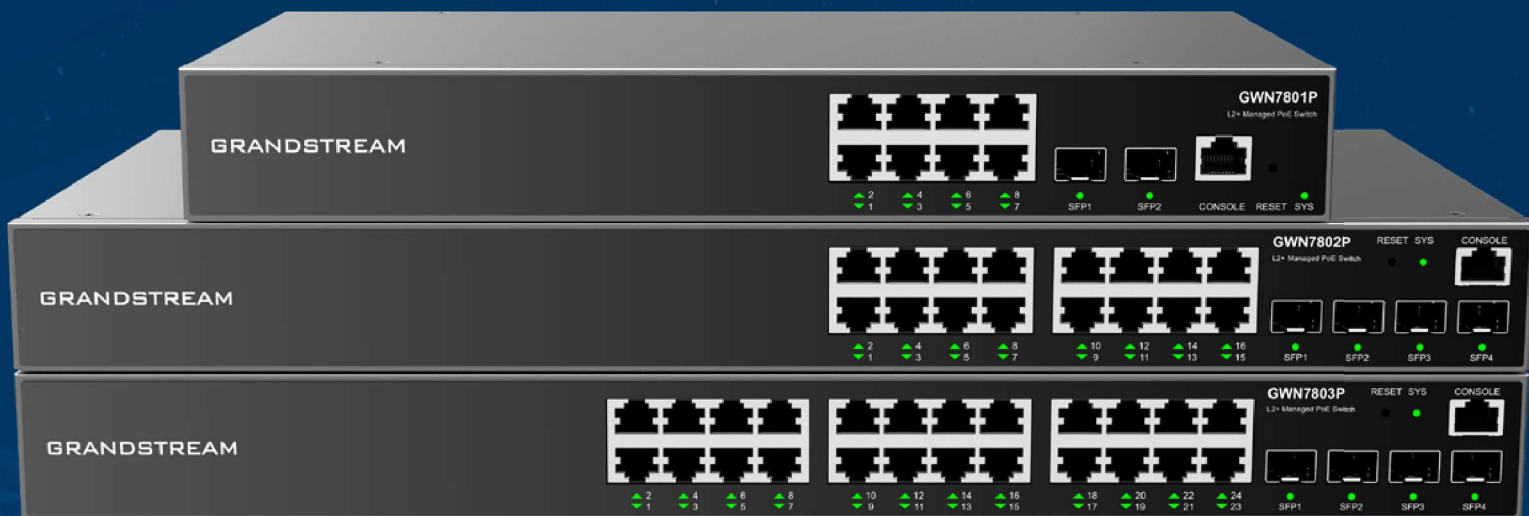 GWN7801P
L2+ Managed PoE Switch
GRANDSTREAM
2 4 6 8
1 3 5 7
SFP1 SFP2 CONSOLE RESET SYS
GWN7802P RESET SYS CONSOLE
L2+ Managed PoE Switch
GRANDSTREAM
2 4 6 8 10 12 14 16
1 3 5 7 9 11 13 15
SFP1 SFP2 SFP3 SFP4
GWN7803P RESET SYS CONSOLE
L2+ Managed PoE Switch
GRANDSTREAM
2 4 6 8 10 12 14 16 18 20 22 24
1 3 5 7 9 11 13 15 17 19 21 23
SFP1 SFP2 SFP3 SFP4